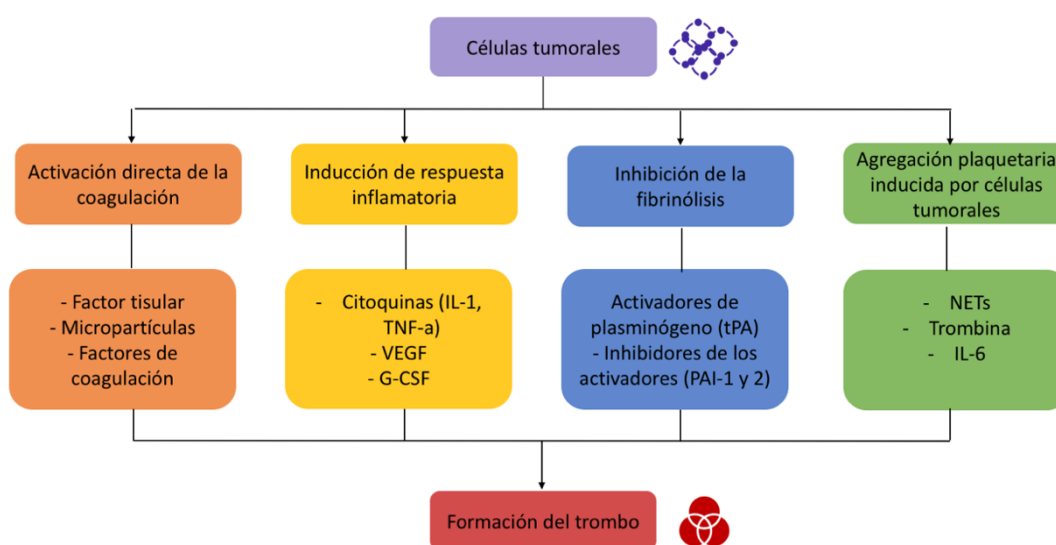 Células tumorales
Activación directa de la
coagulación
Inducción de respuesta
inflamatoria
Inhibición de la
fibrinólisis
Agregación plaquetaria
inducida por células
tumorales
- Factor tisular
- Micropartículas
- Factores de
coagulación
- Citoquinas (IL-1,
TNF-a)
- VEGF
- G-CSF
Activadores de
plasminógeno (tPA)
- Inhibidores de los
activadores (PAI-1 y 2)
- NETs
- Trombina
- IL-6
Formación del trombo